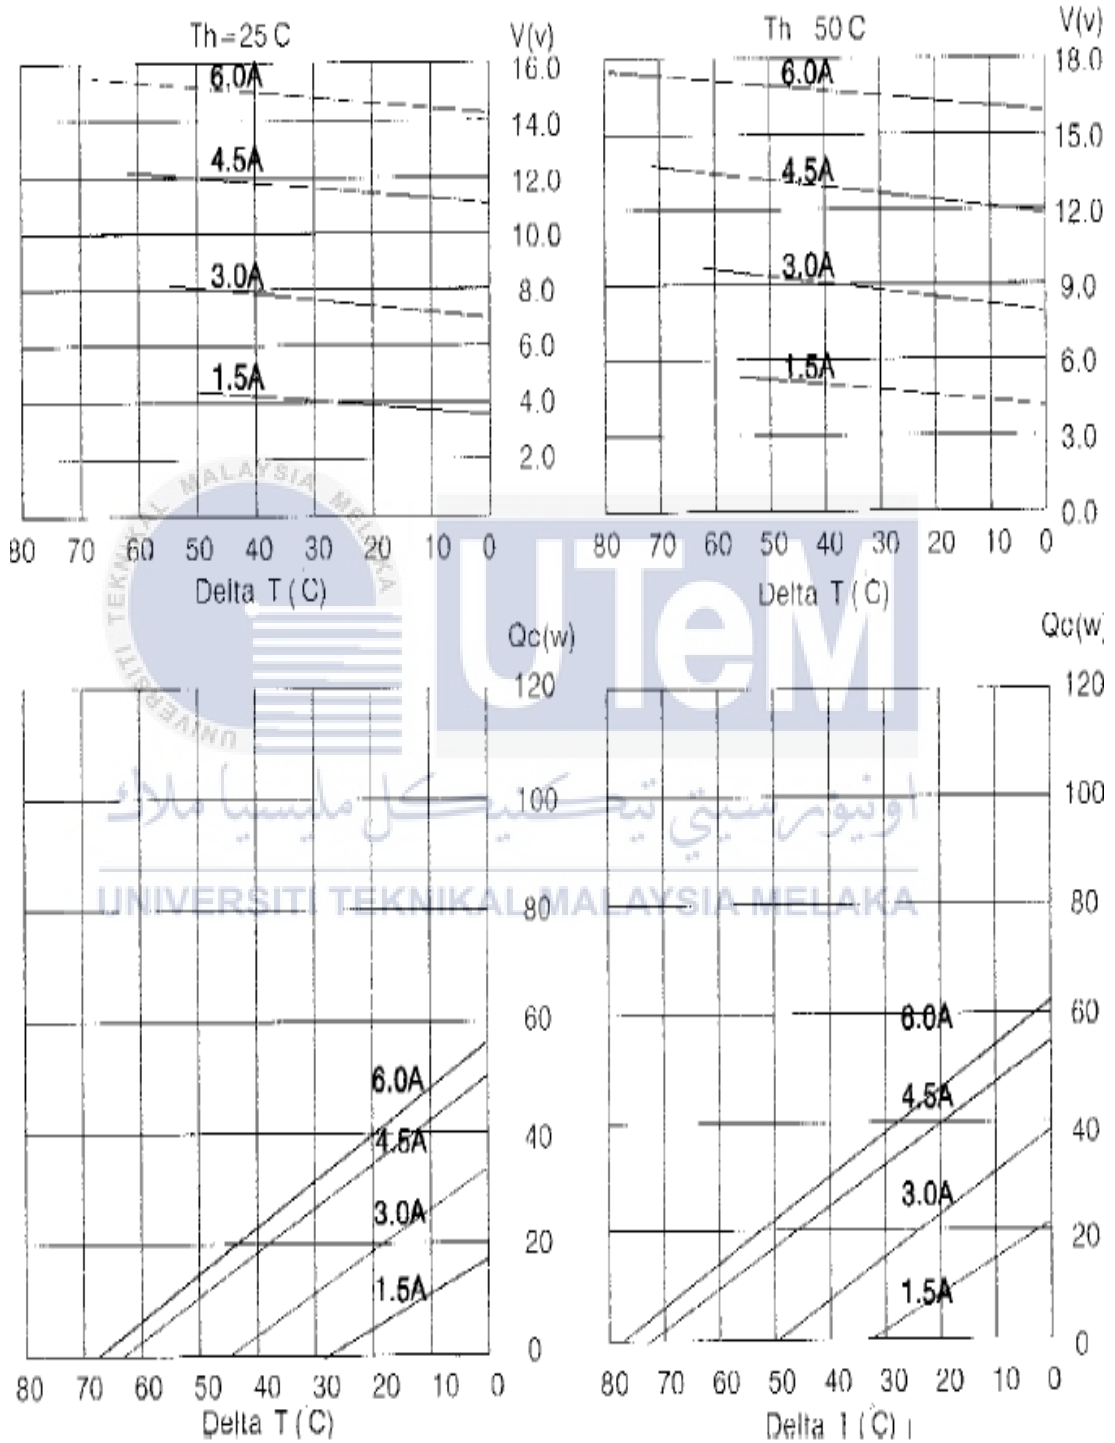 Th=25 C
V(v)
16.0
6.0A
14.0
4.5A
12.0
10.0
3.0A
8.0
6.0
1.5A
4.0
2.0
80 70 60 50 40 30 20 10 0
Delta T (°C)
Th 50 C
V(v)
18.0
6.0A
15.0
4.5A
12.0
3.0A
9.0
6.0
1.5A
3.0
0.0
80 70 60 50 40 30 20 10 0
Delta T (°C)
UNIVERSITI TEKNIKAL MALAYSIA MELAKA
UTeM
اونيۏرسيتي تيكنيكل مليسيا ملاك
UNIVERSITI TEKNIKAL MALAYSIA MELAKA
Qc(w)
120
100
80
60
6.0A
40
4.5A
3.0A
20
1.5A
0
80 70 60 50 40 30 20 10 0
Delta T (°C)
Qc(w)
120
100
80
60
6.0A
4.5A
40
3.0A
20
1.5A
0
80 70 60 50 40 30 20 10 0
Delta T (°C)